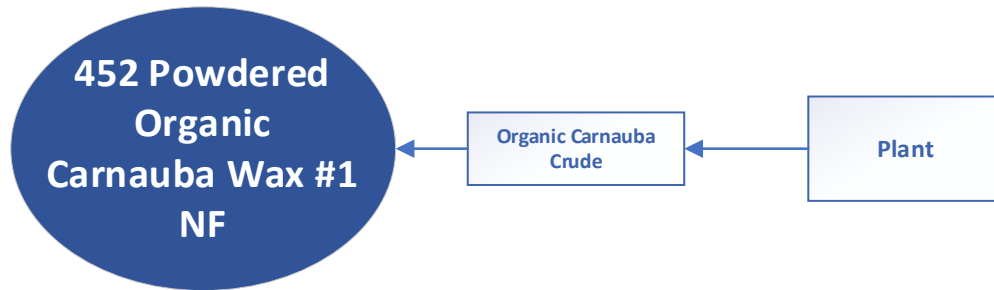 452 Powdered
Organic
Carnauba Wax #1
NF
Organic Carnauba
Crude
Plant